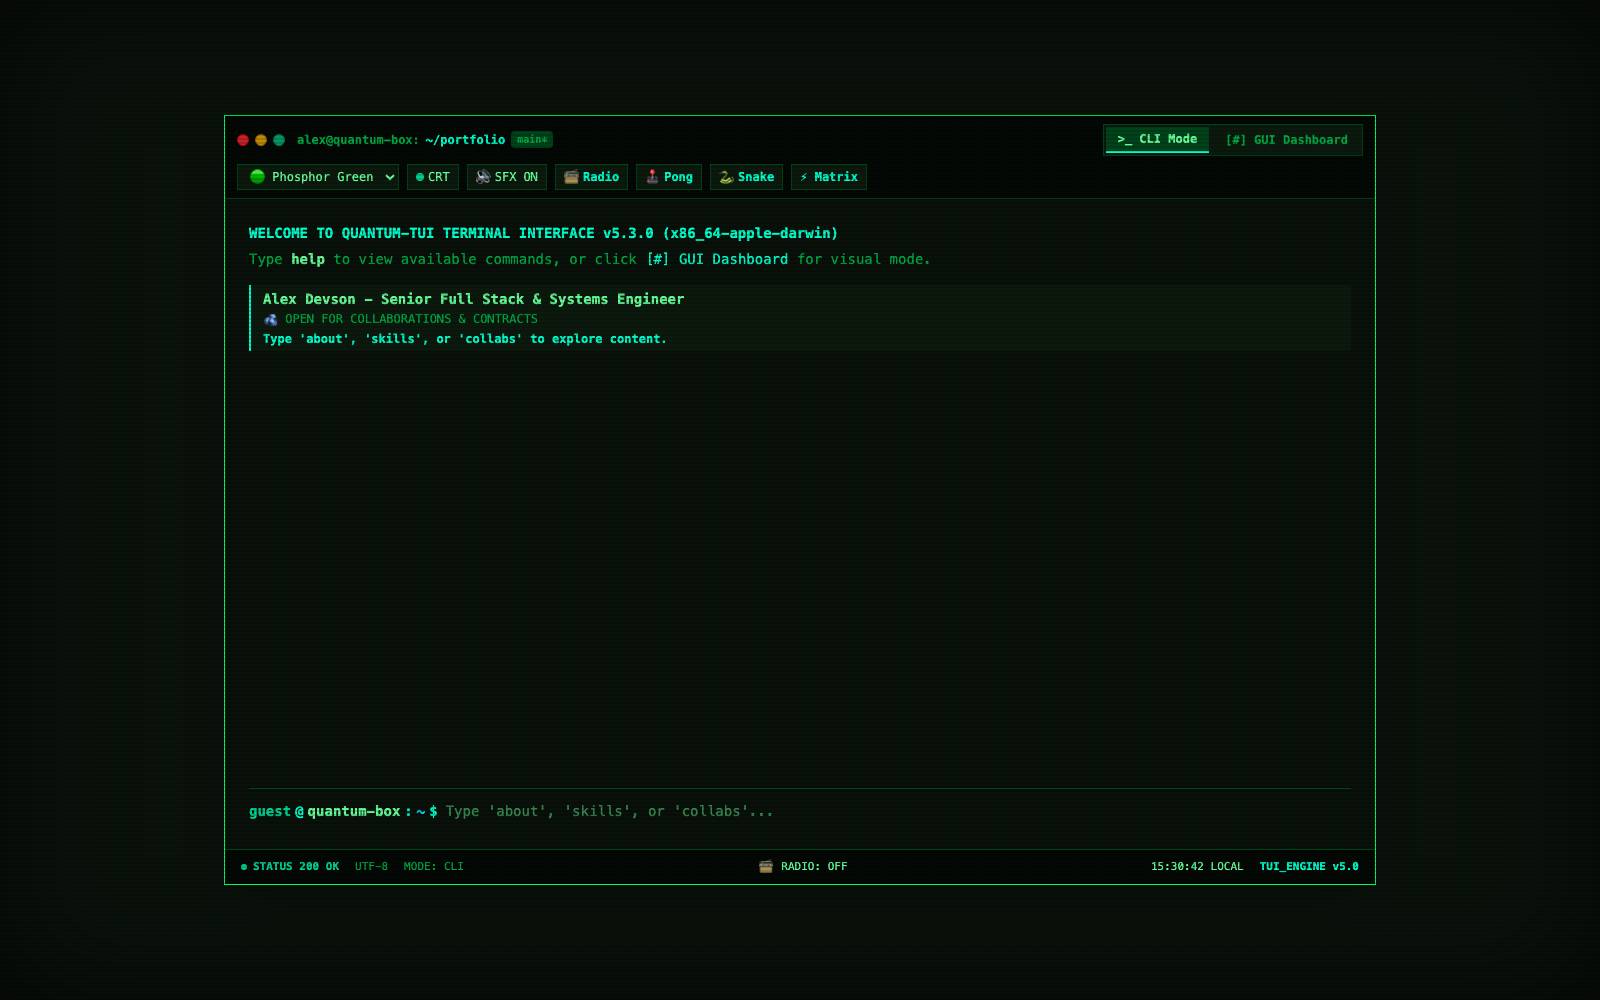 alex@quantum-box: ~/portfolio main*
>_ CLI Mode [#] GUI Dashboard
Phosphor Green CRT SFX ON Radio Pong Snake ⚡ Matrix
WELCOME TO QUANTUM-TUI TERMINAL INTERFACE v5.3.0 (x86_64-apple-darwin)
Type help to view available commands, or click [#] GUI Dashboard for visual mode.
Alex Devson — Senior Full Stack & Systems Engineer
OPEN FOR COLLABORATIONS & CONTRACTS
Type 'about', 'skills', or 'collabs' to explore content.
guest@quantum-box:~$ Type 'about', 'skills', or 'collabs'...
STATUS 200 OK UTF-8 MODE: CLI RADIO: OFF 15:30:42 LOCAL TUI_ENGINE v5.0